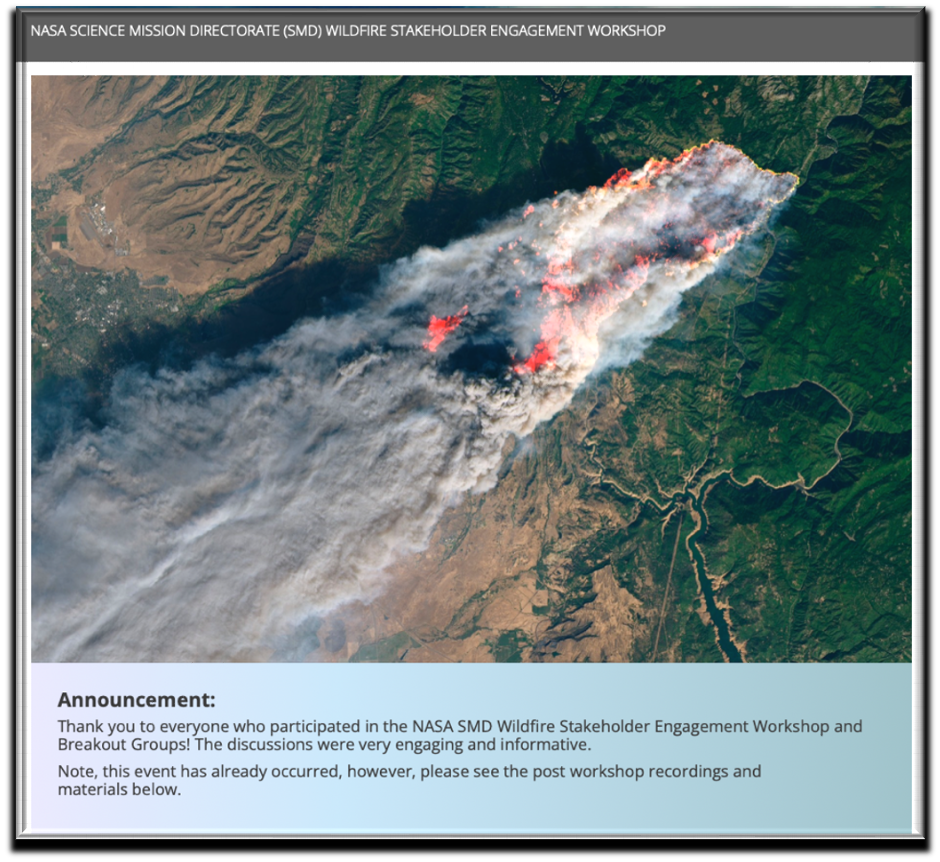 NASA SCIENCE MISSION DIRECTORATE (SMD) WILDFIRE STAKEHOLDER ENGAGEMENT WORKSHOP
Announcement:
Thank you to everyone who participated in the NASA SMD Wildfire Stakeholder Engagement Workshop and
Breakout Groups! The discussions were very engaging and informative.
Note, this event has already occurred, however, please see the post workshop recordings and
materials below.